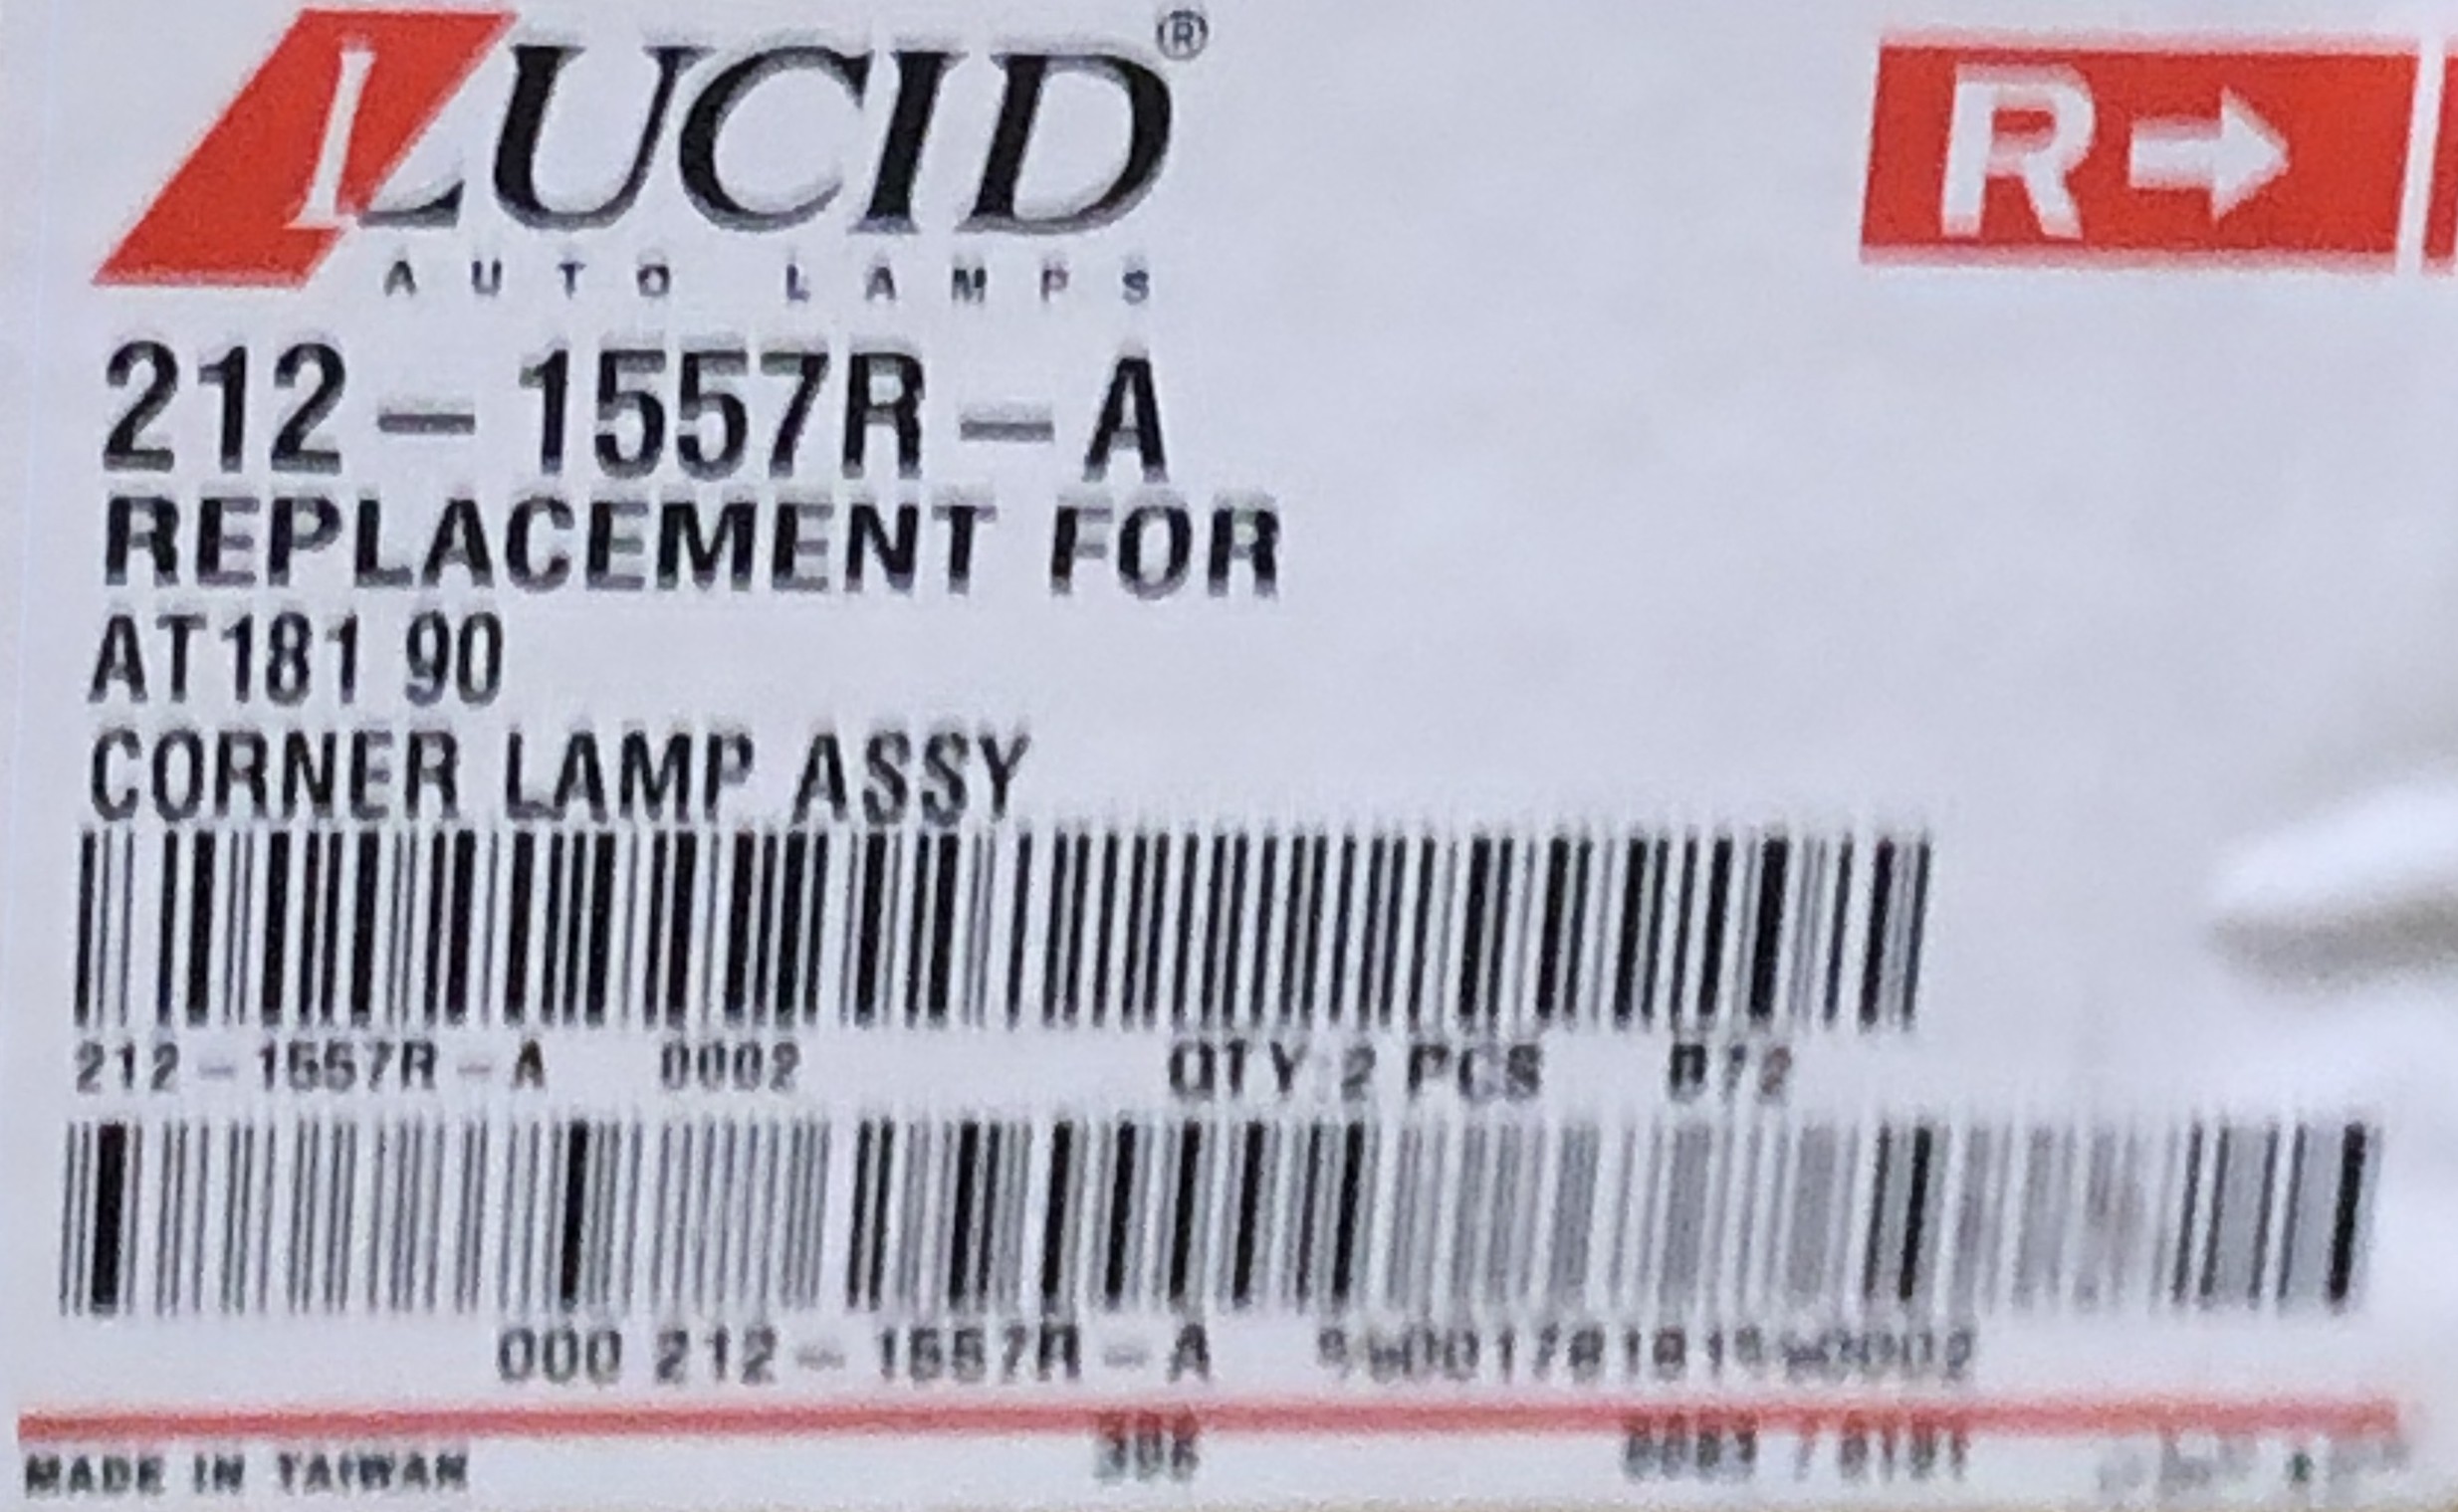 LUCID®
AUTO LAMPS
R→
212-1557R-A
REPLACEMENT FOR
AT181 90
CORNER LAMP ASSY
212-1557R-A 0002 QTY:2 PCS
000 212-1557R-A
MADE IN TAIWAN